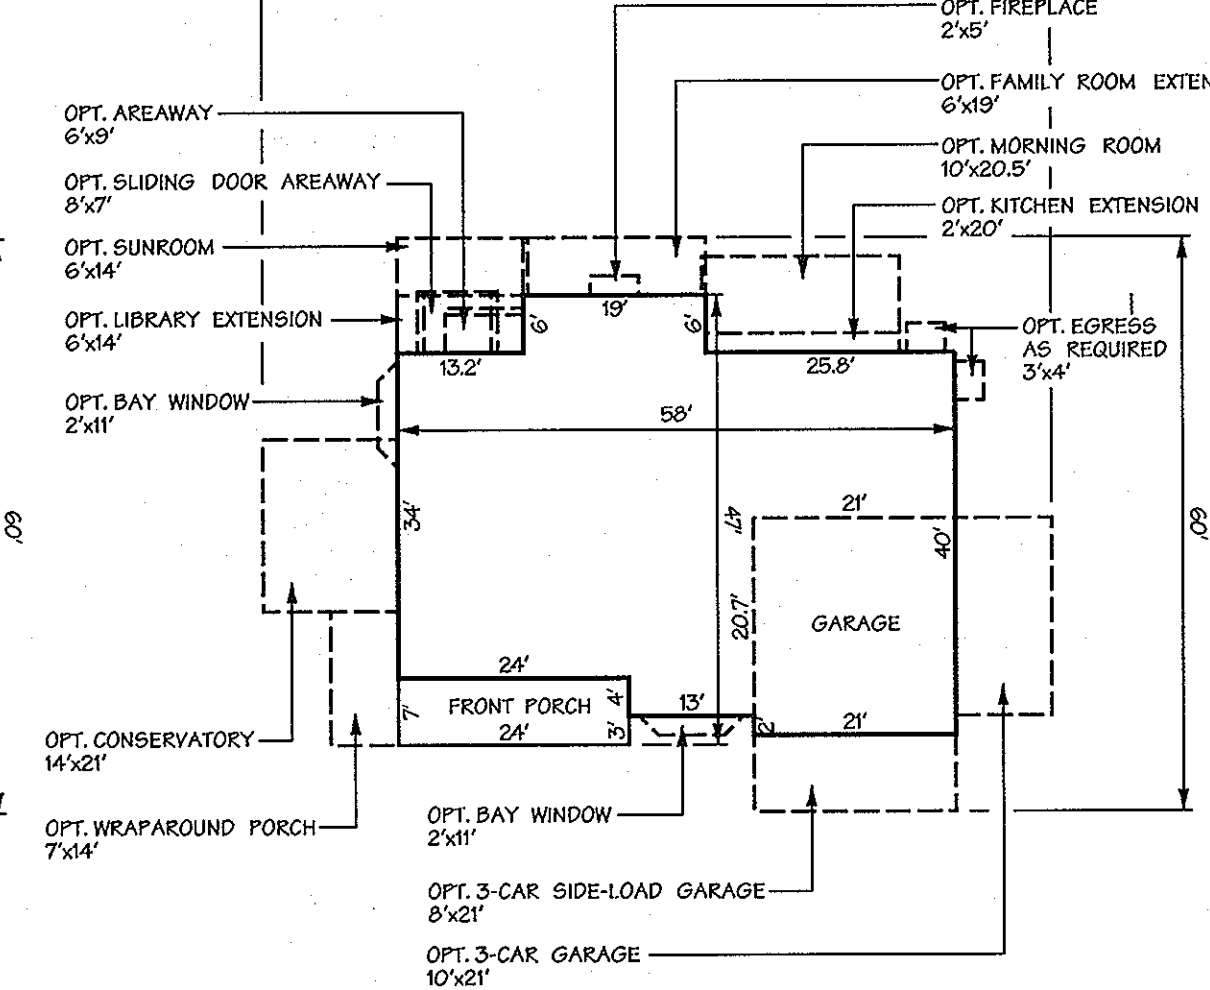 OPT. FIREPLACE
2'x5'
OPT. FAMILY ROOM EXTEN
6'x19'
OPT. AREAWAY
6'x9'
OPT. MORNING ROOM
10'x20.5'
OPT. SLIDING DOOR AREAWAY
8'x7'
OPT. KITCHEN EXTENSION
2'x20'
OPT. SUNROOM
6'x14'
OPT. LIBRARY EXTENSION
6'x14'
OPT. EGRESS
AS REQUIRED
3'x4'
OPT. BAY WINDOW
2'x11'
19'
6'
6'
13.2'
25.8'
58'
60'
34'
47'
21'
40'
60'
20.7'
GARAGE
24'
FRONT PORCH
7'
4'
13'
24'
3'
2'
21'
OPT. CONSERVATORY
14'x21'
OPT. WRAPAROUND PORCH
7'x14'
OPT. BAY WINDOW
2'x11'
OPT. 3-CAR SIDE-LOAD GARAGE
8'x21'
OPT. 3-CAR GARAGE
10'x21'